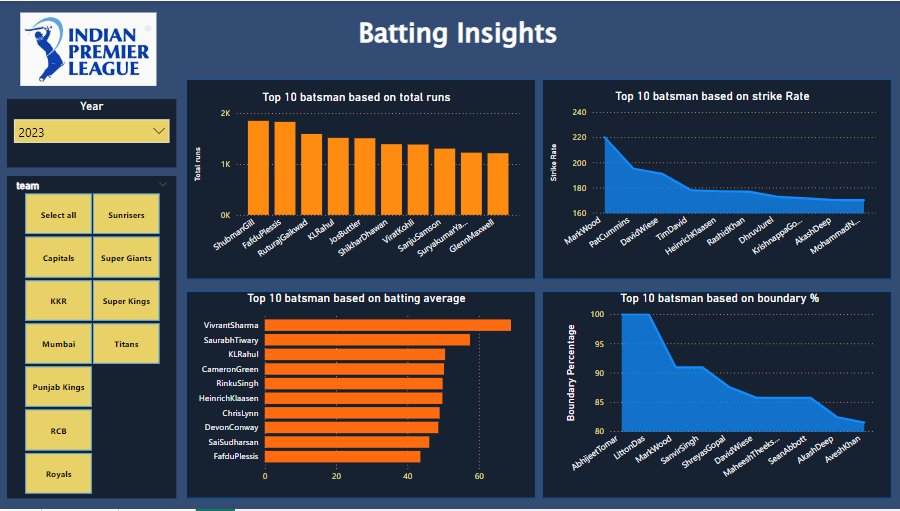 INDIAN
PREMIER
LEAGUE
Batting Insights
Year
2023
team
Select all
Sunrisers
Capitals
Super Giants
KKR
Super Kings
Mumbai
Titans
Punjab Kings
RCB
Royals
Top 10 batsman based on total runs
Total runs
2K
1K
0K
ShubmanGill
FafduPlessis
RuturajGaikwad
KLRahul
JosButtler
ShikharDhawan
ViratKohli
SanjuSamson
SuryakumarYa...
GlennMaxwell
Top 10 batsman based on strike Rate
Strike Rate
240
220
200
180
160
MarkWood
PatCummins
DavidWiese
TimDavid
HeinrichKlaasen
RashidKhan
DhruvJurel
KrishnappaGo...
AkashDeep
MohammadN...
Top 10 batsman based on batting average
VivrantSharma
SaurabhTiwary
KLRahul
CameronGreen
RinkuSingh
HeinrichKlaasen
ChrisLynn
DevonConway
SaiSudharsan
FafduPlessis
0
20
40
60
Top 10 batsman based on boundary %
Boundary Percentage
100
95
90
85
80
AbhijeetTomar
LittonDas
MarkWood
SanvirSingh
ShreyasGopal
DavidWiese
MaheeshTheeks...
SeanAbbott
AkashDeep
AveshKhan